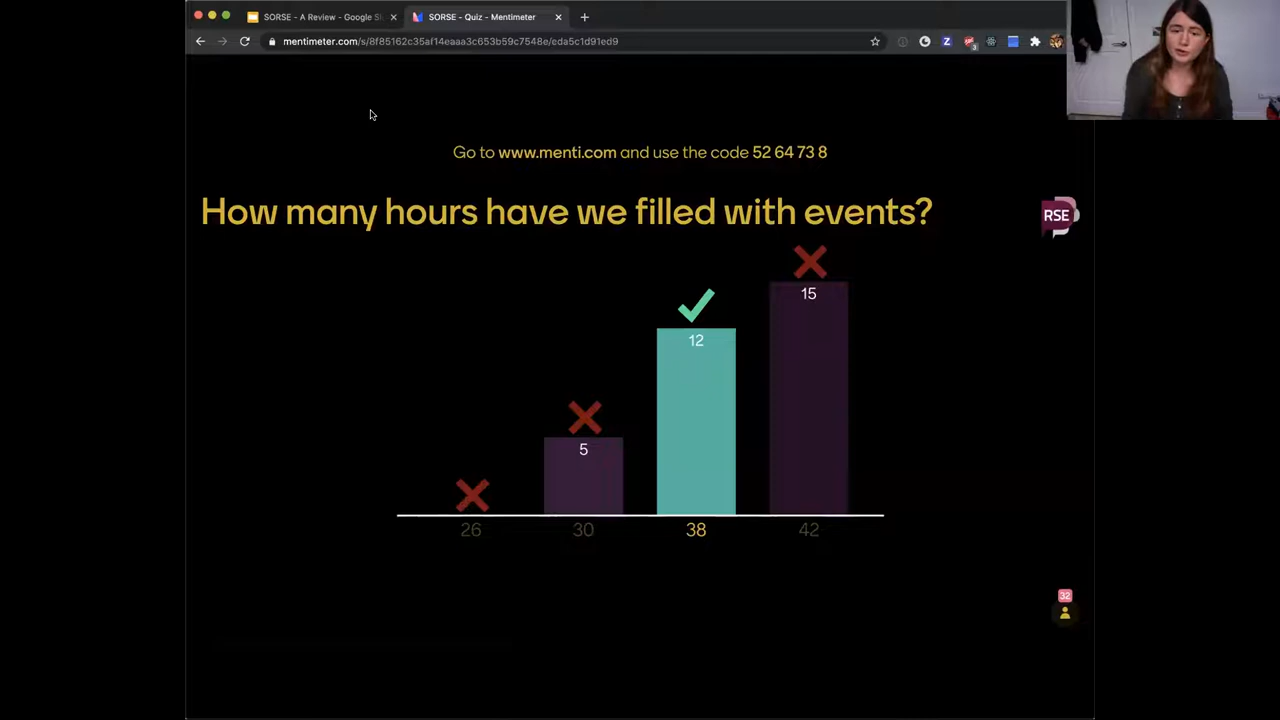 SORSE - A Review - Google Sl
SORSE - Quiz - Mentimeter
mentimeter.com/s/8f85162c35af14eaaa3c653b59c7548e/eda5c1d91ed9
Go to www.menti.com and use the code 52 64 73 8
How many hours have we filled with events?
RSE
15
12
5
26 30 38 42
32